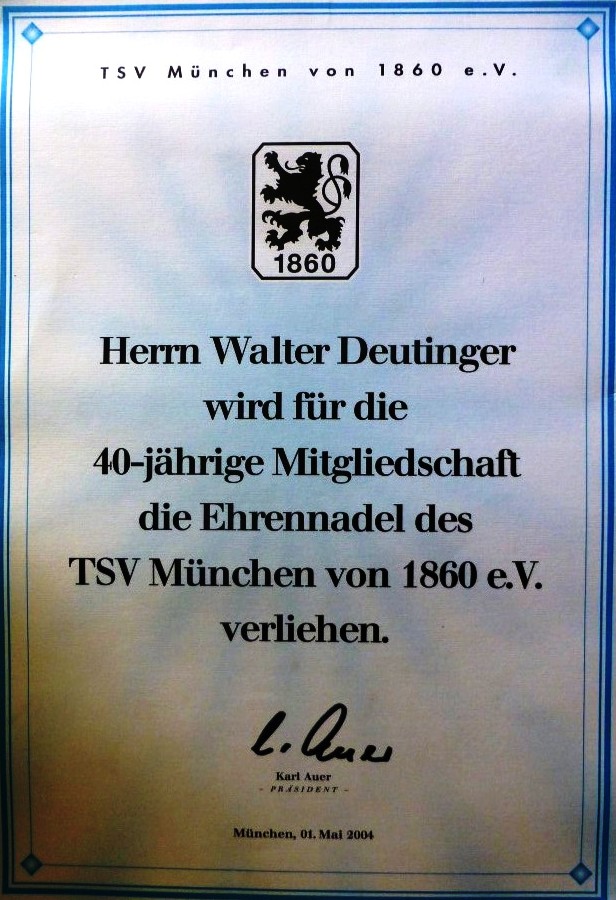 TSV München von 1860 e.V.
1860
Herrn Walter Deutinger
wird für die
40-jährige Mitgliedschaft
die Ehrennadel des
TSV München von 1860 e.V.
verliehen.
K. Auer
Karl Auer
- PRÄSIDENT -
München, 01. Mai 2004